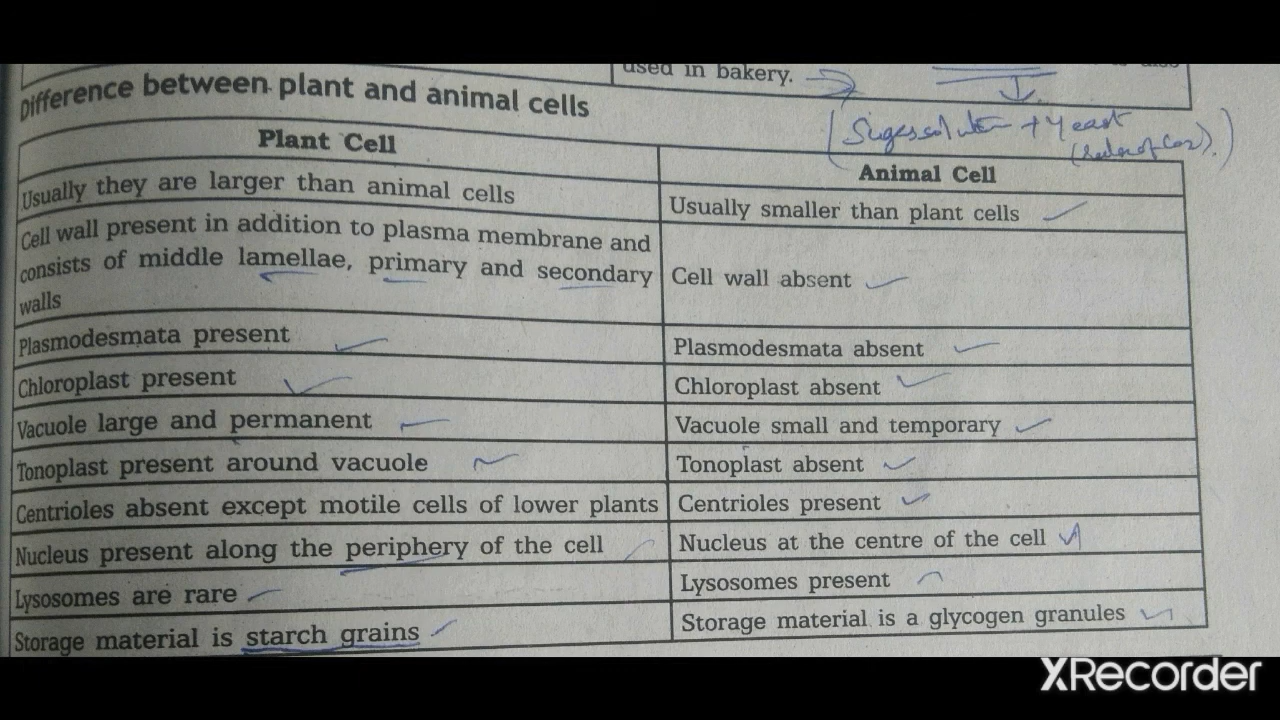 used in bakery.
also
Difference between plant and animal cells
+ Yeast
Plant Cell
Animal Cell
Usually they are larger than animal cells
Usually smaller than plant cells
Cell wall present in addition to plasma membrane and
consists of middle lamellae, primary and secondary
walls
Cell wall absent
Plasmodesmata present
Plasmodesmata absent
Chloroplast present
Chloroplast absent
Vacuole large and permanent
Vacuole small and temporary
Tonoplast present around vacuole
Tonoplast absent
Centrioles absent except motile cells of lower plants
Centrioles present
Nucleus present along the periphery of the cell
Nucleus at the centre of the cell
Lysosomes are rare
Lysosomes present
Storage material is starch grains
Storage material is a glycogen granules
XRecorder